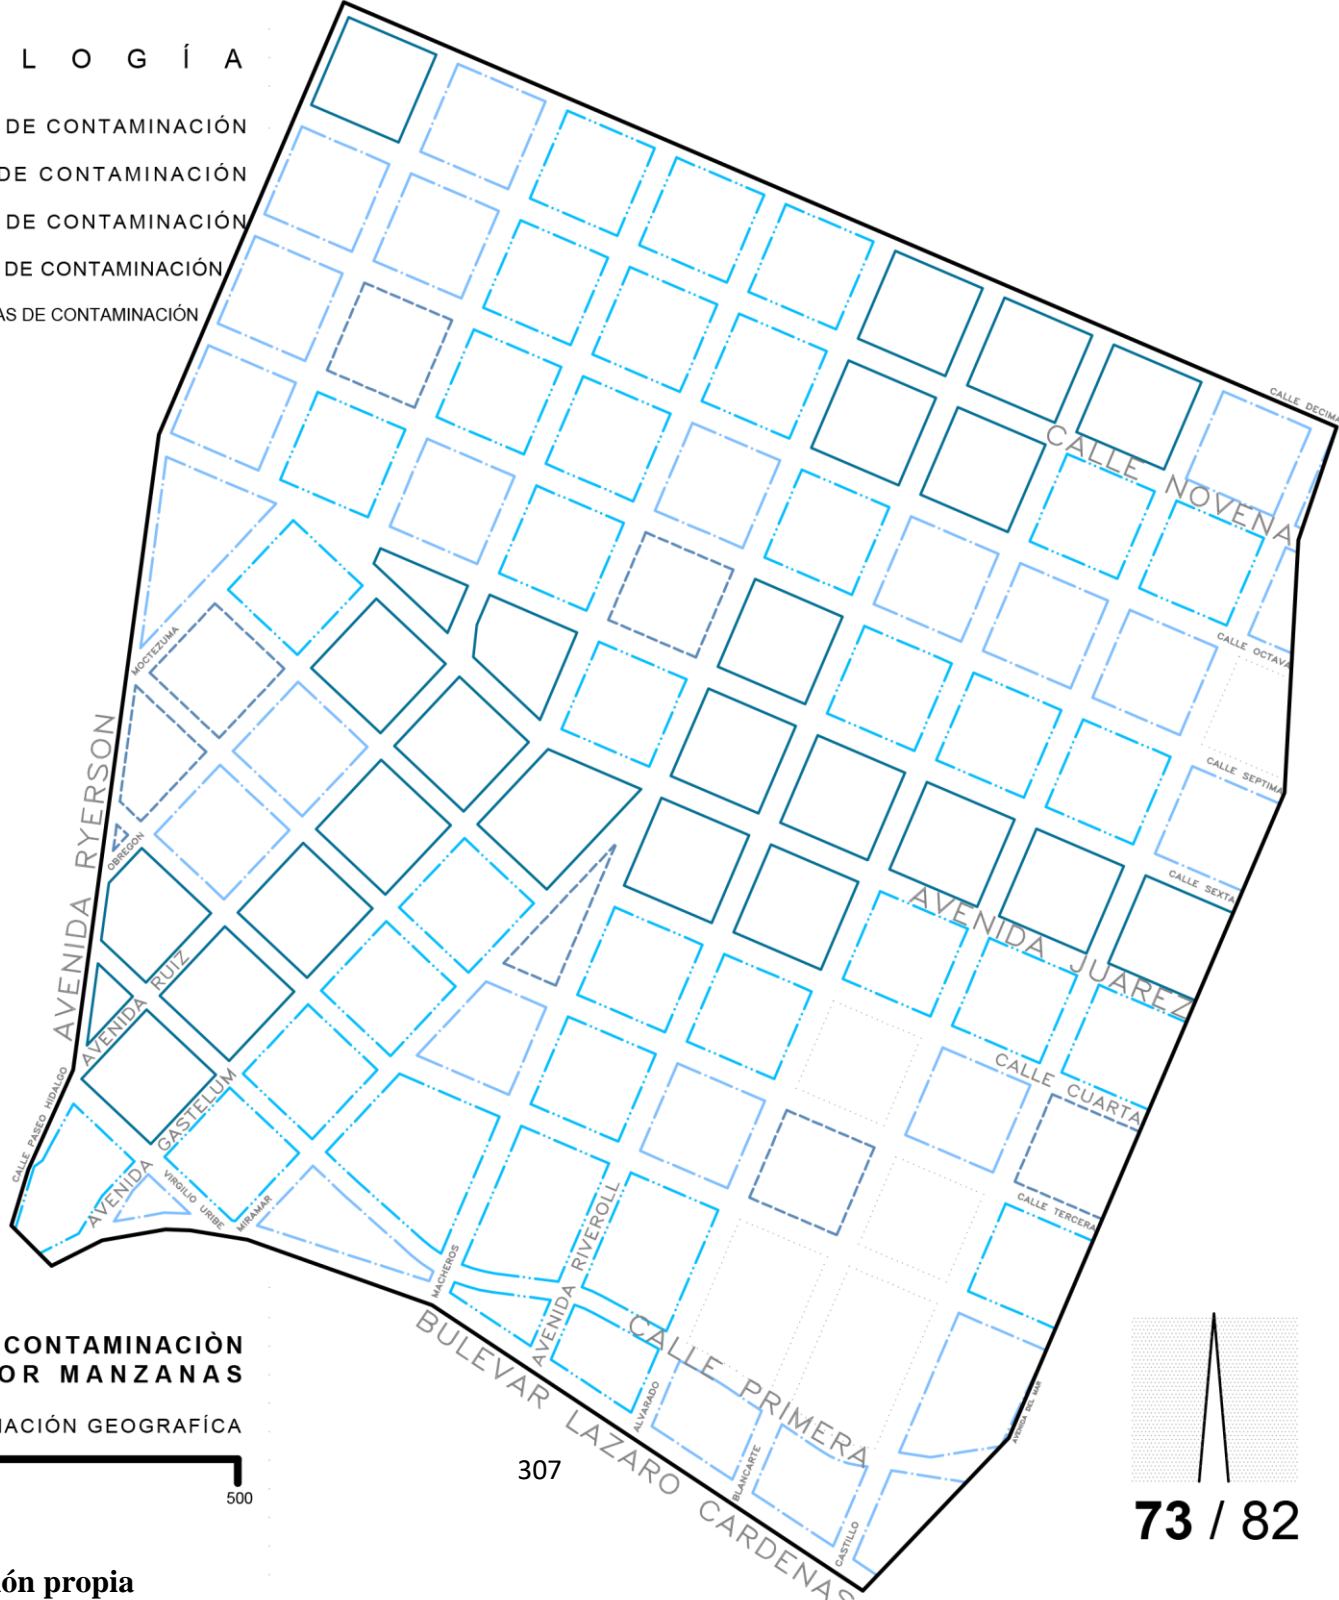 L O G Í A
DE CONTAMINACIÓN
DE CONTAMINACIÓN
DE CONTAMINACIÓN
DE CONTAMINACIÓN
AS DE CONTAMINACIÓN
CALLE DECIMA
CALLE NOVENA
CALLE OCTAVA
CALLE SEPTIMA
CALLE SEXTA
AVENIDA JUAREZ
CALLE CUARTA
CALLE TERCERA
MOCTEZUMA
AVENIDA RYERSON
OBREGON
AVENIDA RUIZ
CALLE PASEO HIDALGO
AVENIDA GASTELUM
VIRGILIO URIBE
MIRAMAR
MACHEROS
AVENIDA RIVEROLL
CALLE PRIMERA
ALVARADO
BLANCARTE
CASTILLO
AVENIDA DEL MAR
BULEVAR LAZARO CARDENAS
CONTAMINACIÒN
OR MANZANAS
MACIÓN GEOGRAFÍCA
500
307
73 / 82
ón propia